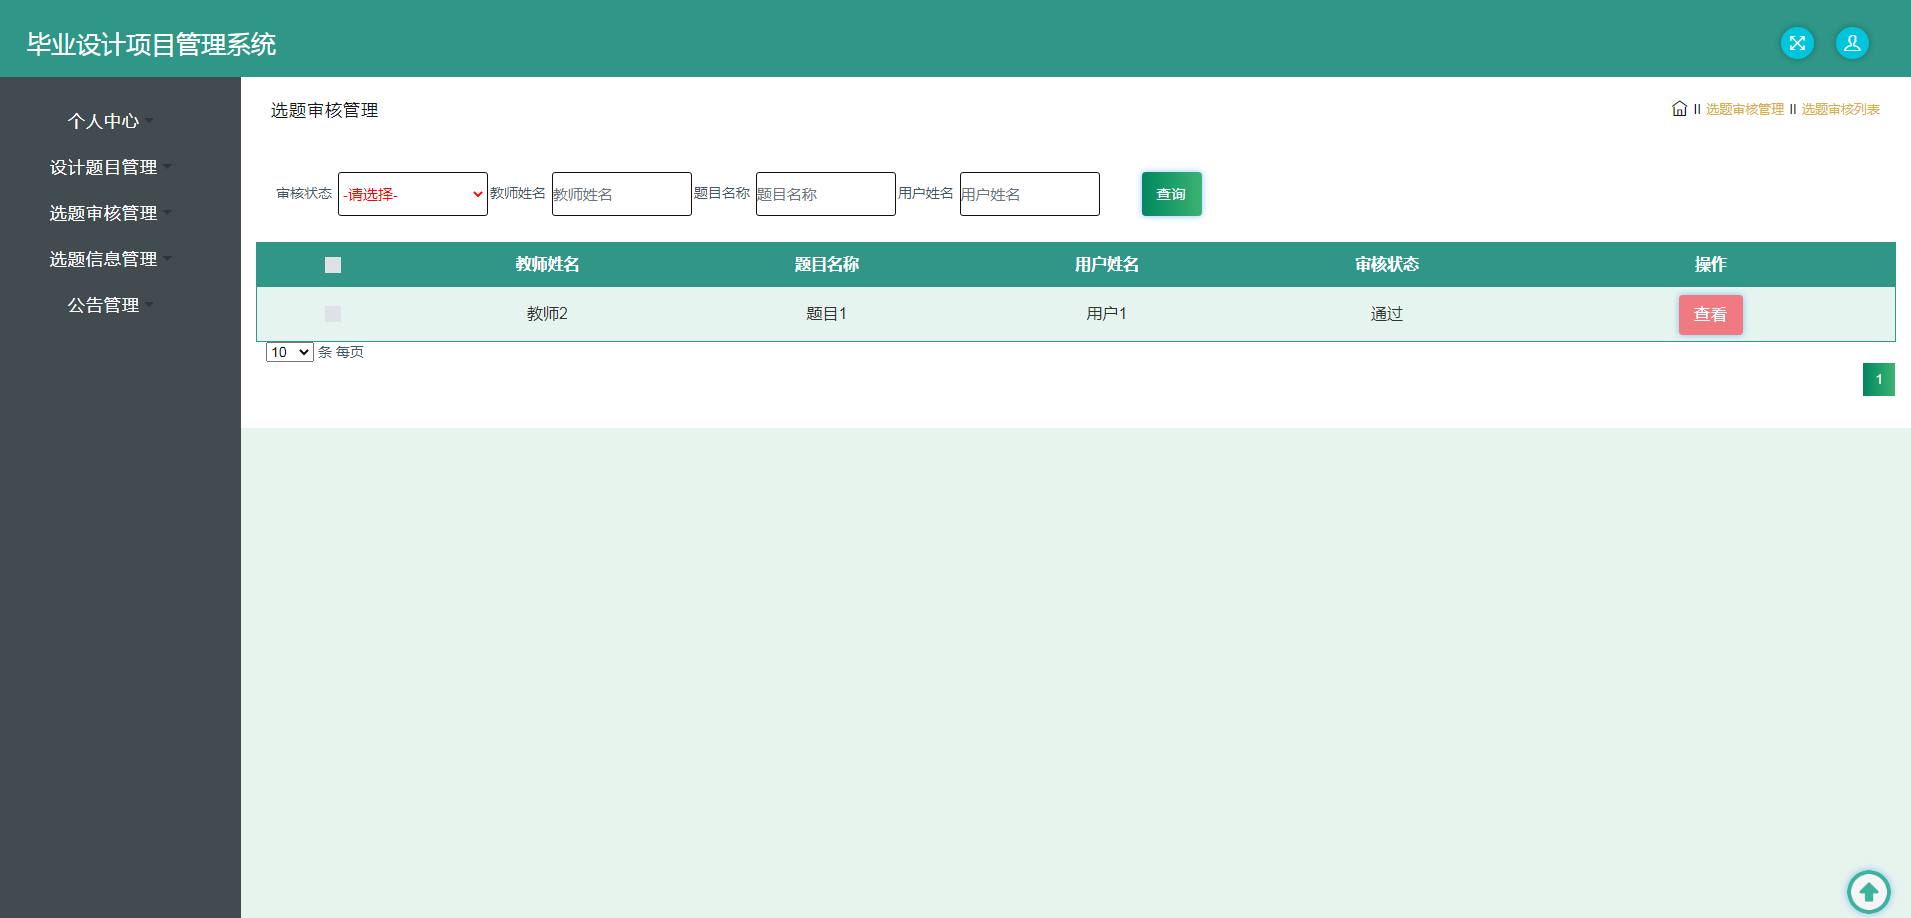 毕业设计项目管理系统
个人中心
设计题目管理
选题审核管理
选题信息管理
公告管理
选题审核管理
选题审核管理 选题审核列表
审核状态 -请选择- 教师姓名 教师姓名 题目名称 题目名称 用户姓名 用户姓名 查询
教师姓名 题目名称 用户姓名 审核状态 操作
教师2 题目1 用户1 通过 查看
10 条 每页
1